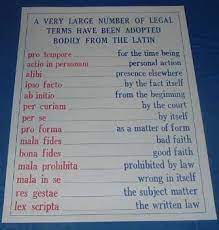 A VERY LARGE NUMBER OF LEGAL
TERMS HAVE BEEN ADOPTED
BODILY FROM THE LATIN
pro tempore for the time being
actio in personam personal action
alibi presence elsewhere
ipso facto by the fact itself
ab initio from the beginning
per curiam by the court
per se by itself
pro forma as a matter of form
mala fides bad faith
bona fides good faith
mala prohibita prohibited by law
mala in se wrong in itself
res gestae the subject matter
lex scripta the written law